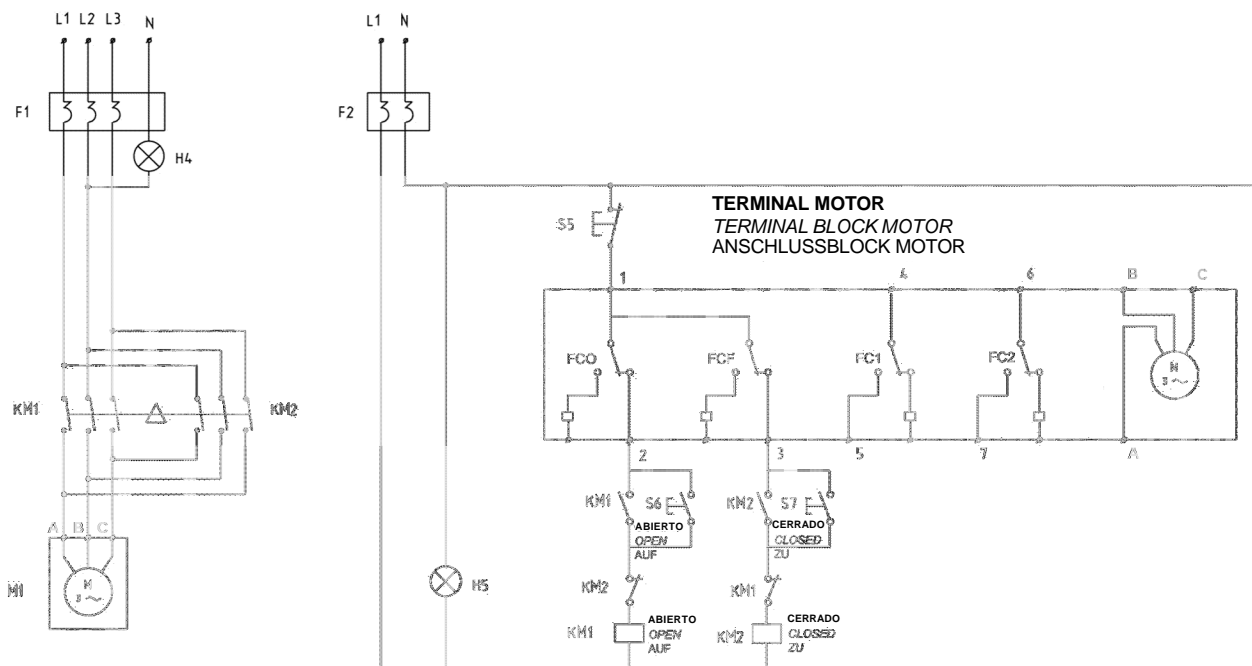 L1 L2 L3 N
L1 N
F1
F2
H4
S5
TERMINAL MOTOR
TERMINAL BLOCK MOTOR
ANSCHLUSSBLOCK MOTOR
1
4
6
B
C
FCO
FCF
FC1
FC2
M
3 ~
KM1
KM2
2
3
5
7
A
KM1
S6
KM2
S7
ABIERTO
OPEN
AUF
CERRADO
CLOSED
ZU
A B C
M1
M
3 ~
H5
KM2
KM1
KM1
ABIERTO
OPEN
AUF
KM2
CERRADO
CLOSED
ZU